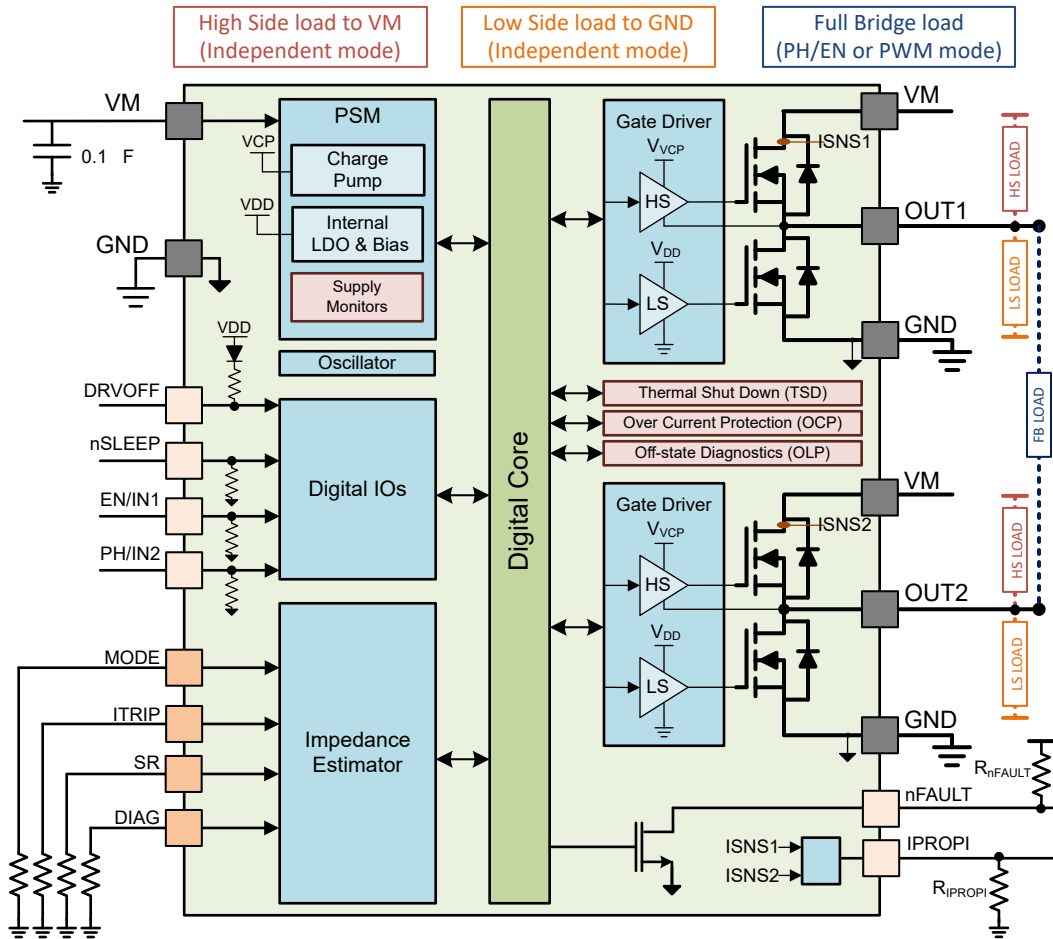 High Side load to VM
(Independent mode)
Low Side load to GND
(Independent mode)
Full Bridge load
(PH/EN or PWM mode)
VM
0.1 F
GND
PSM
VCP
Charge
Pump
VDD
Internal
LDO & Bias
Supply
Monitors
Oscillator
VDD
DRVOFF
nSLEEP
EN/IN1
PH/IN2
Digital IOs
MODE
ITRIP
SR
DIAG
Impedance
Estimator
Digital Core
Gate Driver
VVCP
HS
VDD
LS
ISNS1
VM
OUT1
GND
HS LOAD
LS LOAD
FB LOAD
Thermal Shut Down (TSD)
Over Current Protection (OCP)
Off-state Diagnostics (OLP)
Gate Driver
VVCP
HS
VDD
LS
ISNS2
VM
OUT2
GND
HS LOAD
LS LOAD
RnFAULT
nFAULT
ISNS1
ISNS2
IPROPI
RIPROPI